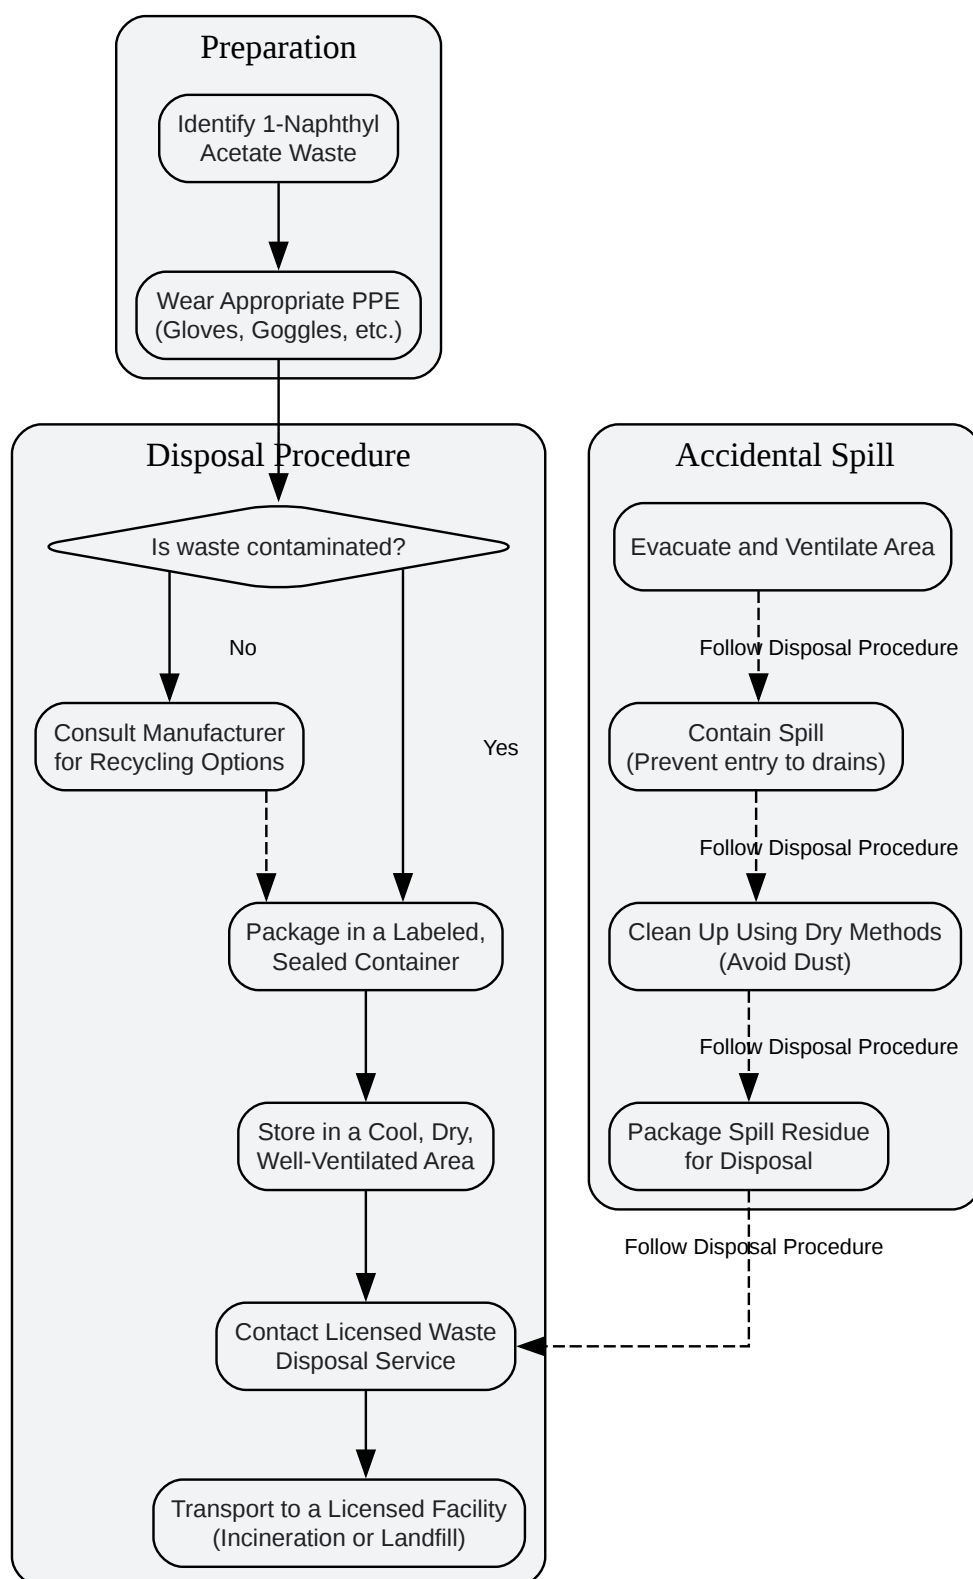 Preparation
Identify 1-Naphthyl
Acetate Waste
Wear Appropriate PPE
(Gloves, Goggles, etc.)
Disposal Procedure
Is waste contaminated?
No
Yes
Consult Manufacturer
for Recycling Options
Package in a Labeled,
Sealed Container
Store in a Cool, Dry,
Well-Ventilated Area
Contact Licensed Waste
Disposal Service
Transport to a Licensed Facility
(Incineration or Landfill)
Accidental Spill
Evacuate and Ventilate Area
Follow Disposal Procedure
Contain Spill
(Prevent entry to drains)
Follow Disposal Procedure
Clean Up Using Dry Methods
(Avoid Dust)
Follow Disposal Procedure
Package Spill Residue
for Disposal
Follow Disposal Procedure